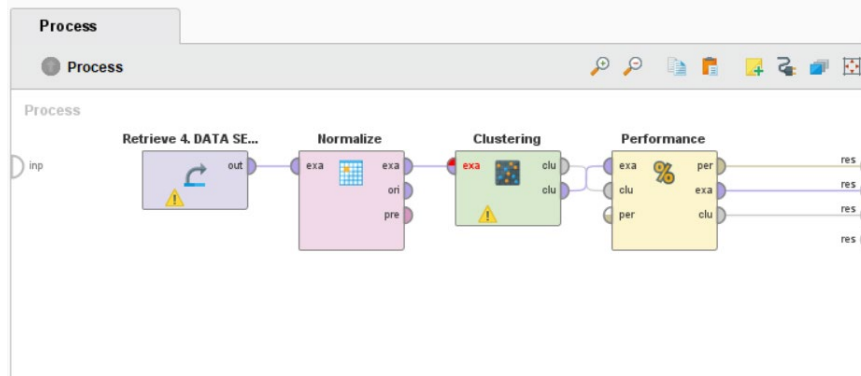 Process
Process
Process
Retrieve 4. DATA SE...
Normalize
Clustering
Performance
inp
out
exa
exa
ori
pre
exa
clu
clu
exa
clu
per
per
exa
clu
res
res
res
res